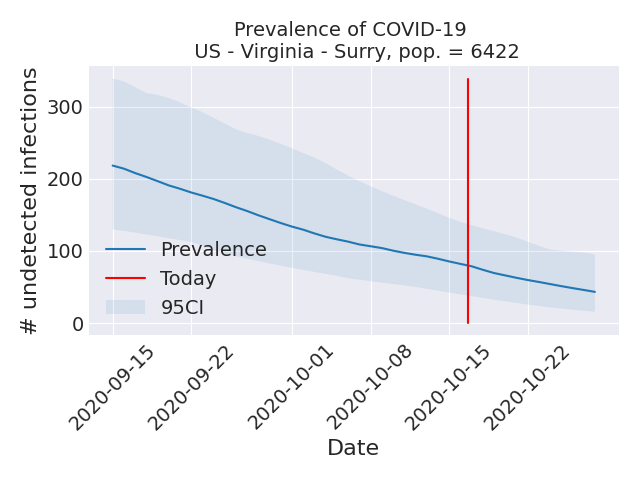 Prevalence of COVID-19
US - Virginia - Surry, pop. = 6422
# undetected infections
300
200
100
0
Prevalence
Today
95CI
2020-09-15
2020-09-22
2020-10-01
2020-10-08
2020-10-15
2020-10-22
Date